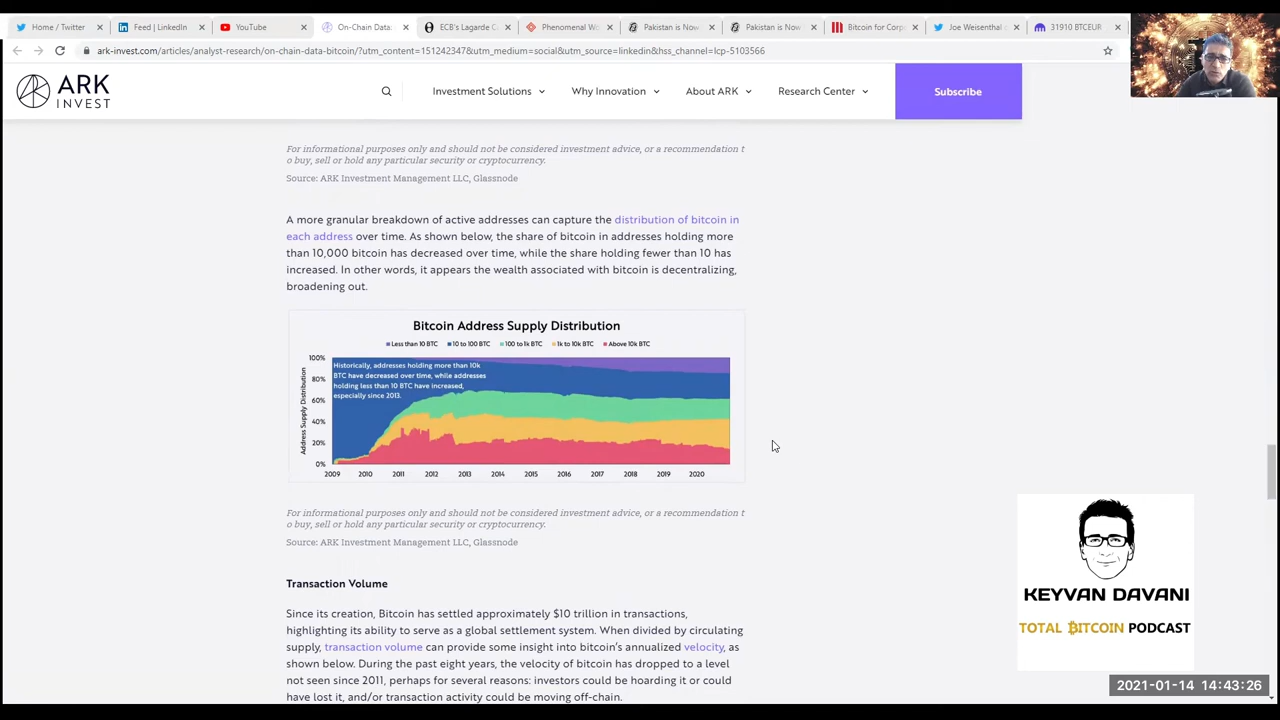 Home / Twitter
Feed | LinkedIn
YouTube
On-Chain Data:
ECB's Lagarde C
Phenomenal Wo
Pakistan is Now
Pakistan is Now
Bitcoin for Corp
Joe Weisenthal
31910 BTCEUR
ark-invest.com/articles/analyst-research/on-chain-data-bitcoin/?utm_content=151242347&utm_medium=social&utm_source=linkedin&hss_channel=lcp-5103566
ARK
INVEST
Investment Solutions
Why Innovation
About ARK
Research Center
Subscribe
For informational purposes only and should not be considered investment advice, or a recommendation t
o buy, sell or hold any particular security or cryptocurrency.
Source: ARK Investment Management LLC, Glassnode
A more granular breakdown of active addresses can capture the distribution of bitcoin in
each address over time. As shown below, the share of bitcoin in addresses holding more
than 10,000 bitcoin has decreased over time, while the share holding fewer than 10 has
increased. In other words, it appears the wealth associated with bitcoin is decentralizing,
broadening out.
Bitcoin Address Supply Distribution
Less than 10 BTC 10 to 100 BTC 100 to 1k BTC 1k to 10k BTC Above 10k BTC
Historically, addresses holding more than 10k
BTC have decreased over time, while addresses
holding less than 10 BTC have increased,
especially since 2013.
Address Supply Distribution
100%
80%
60%
40%
20%
0%
2009 2010 2011 2012 2013 2014 2015 2016 2017 2018 2019 2020
For informational purposes only and should not be considered investment advice, or a recommendation t
o buy, sell or hold any particular security or cryptocurrency.
Source: ARK Investment Management LLC, Glassnode
Transaction Volume
Since its creation, Bitcoin has settled approximately $10 trillion in transactions,
highlighting its ability to serve as a global settlement system. When divided by circulating
supply, transaction volume can provide some insight into bitcoin's annualized velocity, as
shown below. During the past eight years, the velocity of bitcoin has dropped to a level
not seen since 2011, perhaps for several reasons: investors could be hoarding it or could
have lost it, and/or transaction activity could be moving off-chain.
KEYVAN DAVANI
TOTAL BITCOIN PODCAST
2021-01-14 14:43:26